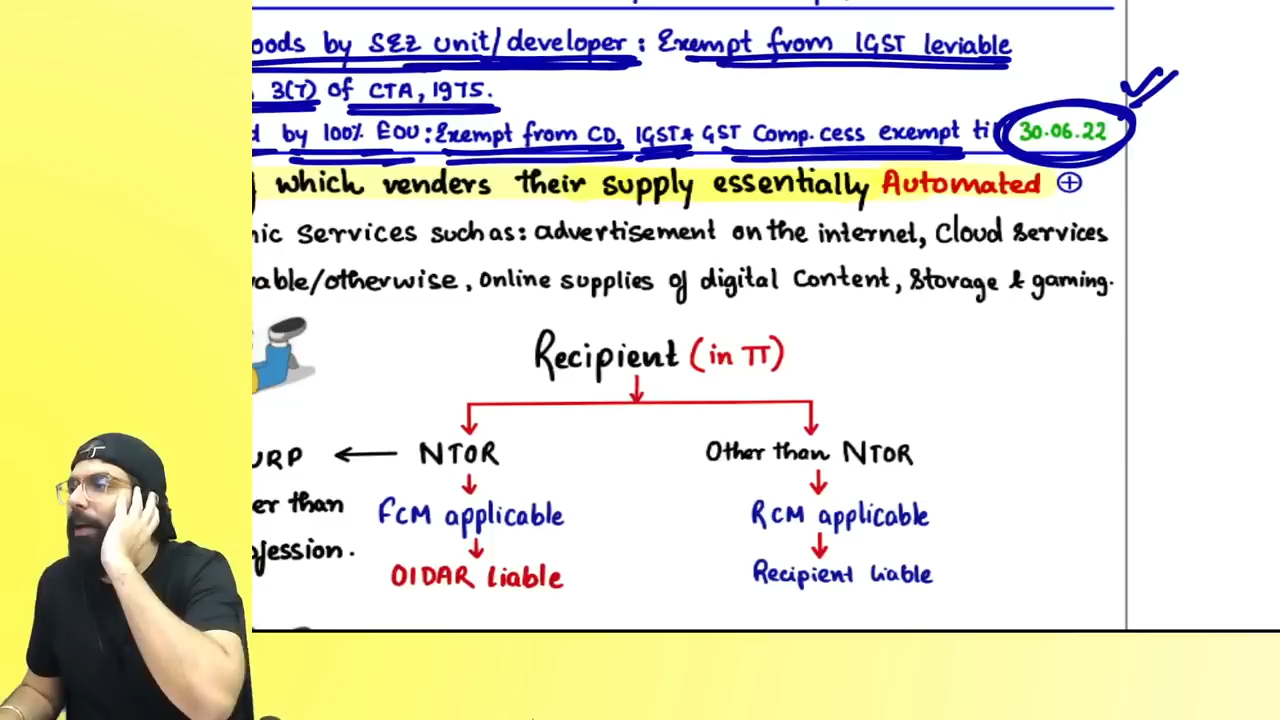 oods by SEZ unit/developer : Exempt from IGST leviable
3(7) of CTA, 1975.
d by 100% EOU : Exempt from CD, IGST & GST Comp. cess exempt til 30.06.22
which venders their supply essentially Automated ⊕
nic services such as: advertisement on the internet, Cloud services
vable/otherwise, Online supplies of digital Content, Storage & gaming.
Recipient (in TT)
URP ← NTOR
Other than NTOR
er than
FCM applicable
RCM applicable
ofession.
OIDAR liable
Recipient liable